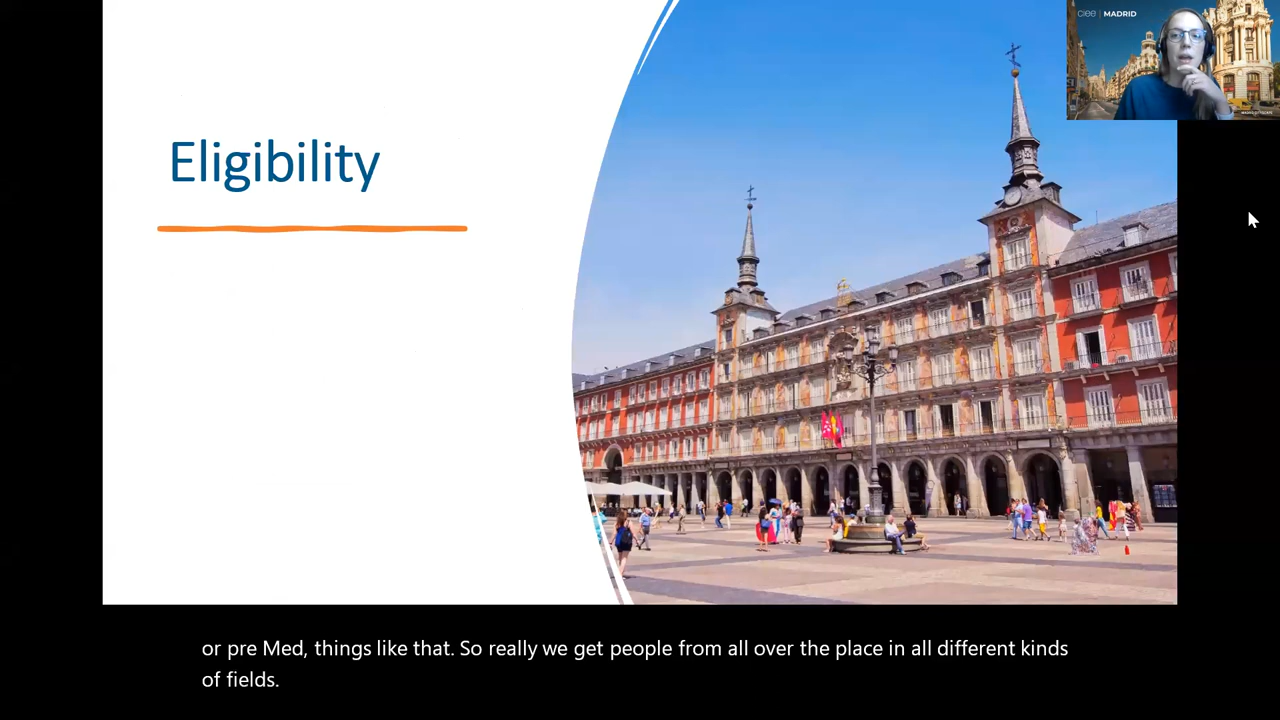 ciee | MADRID
Eligibility
or pre Med, things like that. So really we get people from all over the place in all different kinds
of fields.